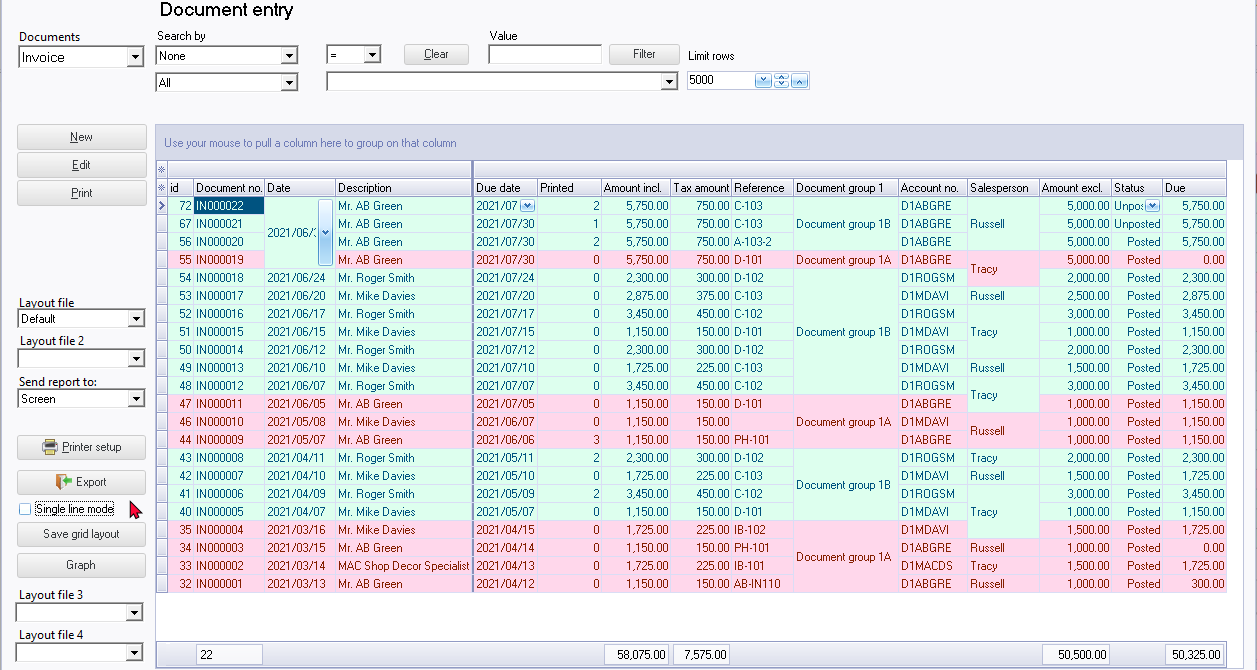 Document entry
Documents
Search by
Value
Invoice
None
=
Clear
Filter
Limit rows
All
5000
New
Edit
Print
Layout file
Default
Layout file 2
Send report to:
Screen
Printer setup
Export
Single line mode
Save grid layout
Graph
Layout file 3
Layout file 4
Use your mouse to pull a column here to group on that column
id Document no. Date Description Due date Printed Amount incl. Tax amount Reference Document group 1 Account no. Salesperson Amount excl. Status Due
72 IN000022 Mr. AB Green 2021/07 2 5,750.00 750.00 C-103 D1ABGRE 5,000.00 Unpos 5,750.00
67 IN000021 2021/06/3 Mr. AB Green 2021/07/30 1 5,750.00 750.00 C-103 Document group 1B D1ABGRE Russell 5,000.00 Unposted 5,750.00
56 IN000020 Mr. AB Green 2021/07/30 2 5,750.00 750.00 A-103-2 D1ABGRE 5,000.00 Posted 5,750.00
55 IN000019 Mr. AB Green 2021/07/30 0 5,750.00 750.00 D-101 Document group 1A D1ABGRE Tracy 5,000.00 Posted 0.00
54 IN000018 2021/06/24 Mr. Roger Smith 2021/07/24 0 2,300.00 300.00 D-102 D1ROGSM 2,000.00 Posted 2,300.00
53 IN000017 2021/06/20 Mr. Mike Davies 2021/07/20 0 2,875.00 375.00 C-103 D1MDAVI Russell 2,500.00 Posted 2,875.00
52 IN000016 2021/06/17 Mr. Roger Smith 2021/07/17 0 3,450.00 450.00 C-102 D1ROGSM 3,000.00 Posted 3,450.00
51 IN000015 2021/06/15 Mr. Mike Davies 2021/07/15 0 1,150.00 150.00 D-101 Document group 1B D1MDAVI Tracy 1,000.00 Posted 1,150.00
50 IN000014 2021/06/12 Mr. Roger Smith 2021/07/12 0 2,300.00 300.00 D-102 D1ROGSM 2,000.00 Posted 2,300.00
49 IN000013 2021/06/10 Mr. Mike Davies 2021/07/10 0 1,725.00 225.00 C-103 D1MDAVI Russell 1,500.00 Posted 1,725.00
48 IN000012 2021/06/07 Mr. Roger Smith 2021/07/07 0 3,450.00 450.00 C-102 D1ROGSM Tracy 3,000.00 Posted 3,450.00
47 IN000011 2021/06/05 Mr. AB Green 2021/07/05 0 1,150.00 150.00 D-101 D1ABGRE 1,000.00 Posted 1,150.00
46 IN000010 2021/05/08 Mr. Mike Davies 2021/06/07 0 1,150.00 150.00 Document group 1A D1MDAVI Russell 1,000.00 Posted 1,150.00
44 IN000009 2021/05/07 Mr. AB Green 2021/06/06 3 1,150.00 150.00 PH-101 D1ABGRE 1,000.00 Posted 1,150.00
43 IN000008 2021/04/11 Mr. Roger Smith 2021/05/11 2 2,300.00 300.00 D-102 D1ROGSM Tracy 2,000.00 Posted 2,300.00
42 IN000007 2021/04/10 Mr. Mike Davies 2021/05/10 0 1,725.00 225.00 C-103 Document group 1B D1MDAVI Russell 1,500.00 Posted 1,725.00
41 IN000006 2021/04/09 Mr. Roger Smith 2021/05/09 2 3,450.00 450.00 C-102 D1ROGSM 3,000.00 Posted 3,450.00
40 IN000005 2021/04/07 Mr. Mike Davies 2021/05/07 0 1,150.00 150.00 D-101 D1MDAVI Tracy 1,000.00 Posted 1,150.00
35 IN000004 2021/03/16 Mr. Mike Davies 2021/04/15 0 1,725.00 225.00 IB-102 D1MDAVI 1,500.00 Posted 1,725.00
34 IN000003 2021/03/15 Mr. AB Green 2021/04/14 0 1,150.00 150.00 PH-101 Document group 1A D1ABGRE Russell 1,000.00 Posted 0.00
33 IN000002 2021/03/14 MAC Shop Decor Specialist 2021/04/13 0 1,725.00 225.00 IB-101 D1MACDS Tracy 1,500.00 Posted 1,725.00
32 IN000001 2021/03/13 Mr. AB Green 2021/04/12 0 1,150.00 150.00 AB-IN110 D1ABGRE Russell 1,000.00 Posted 300.00
22 58,075.00 7,575.00 50,500.00 50,325.00